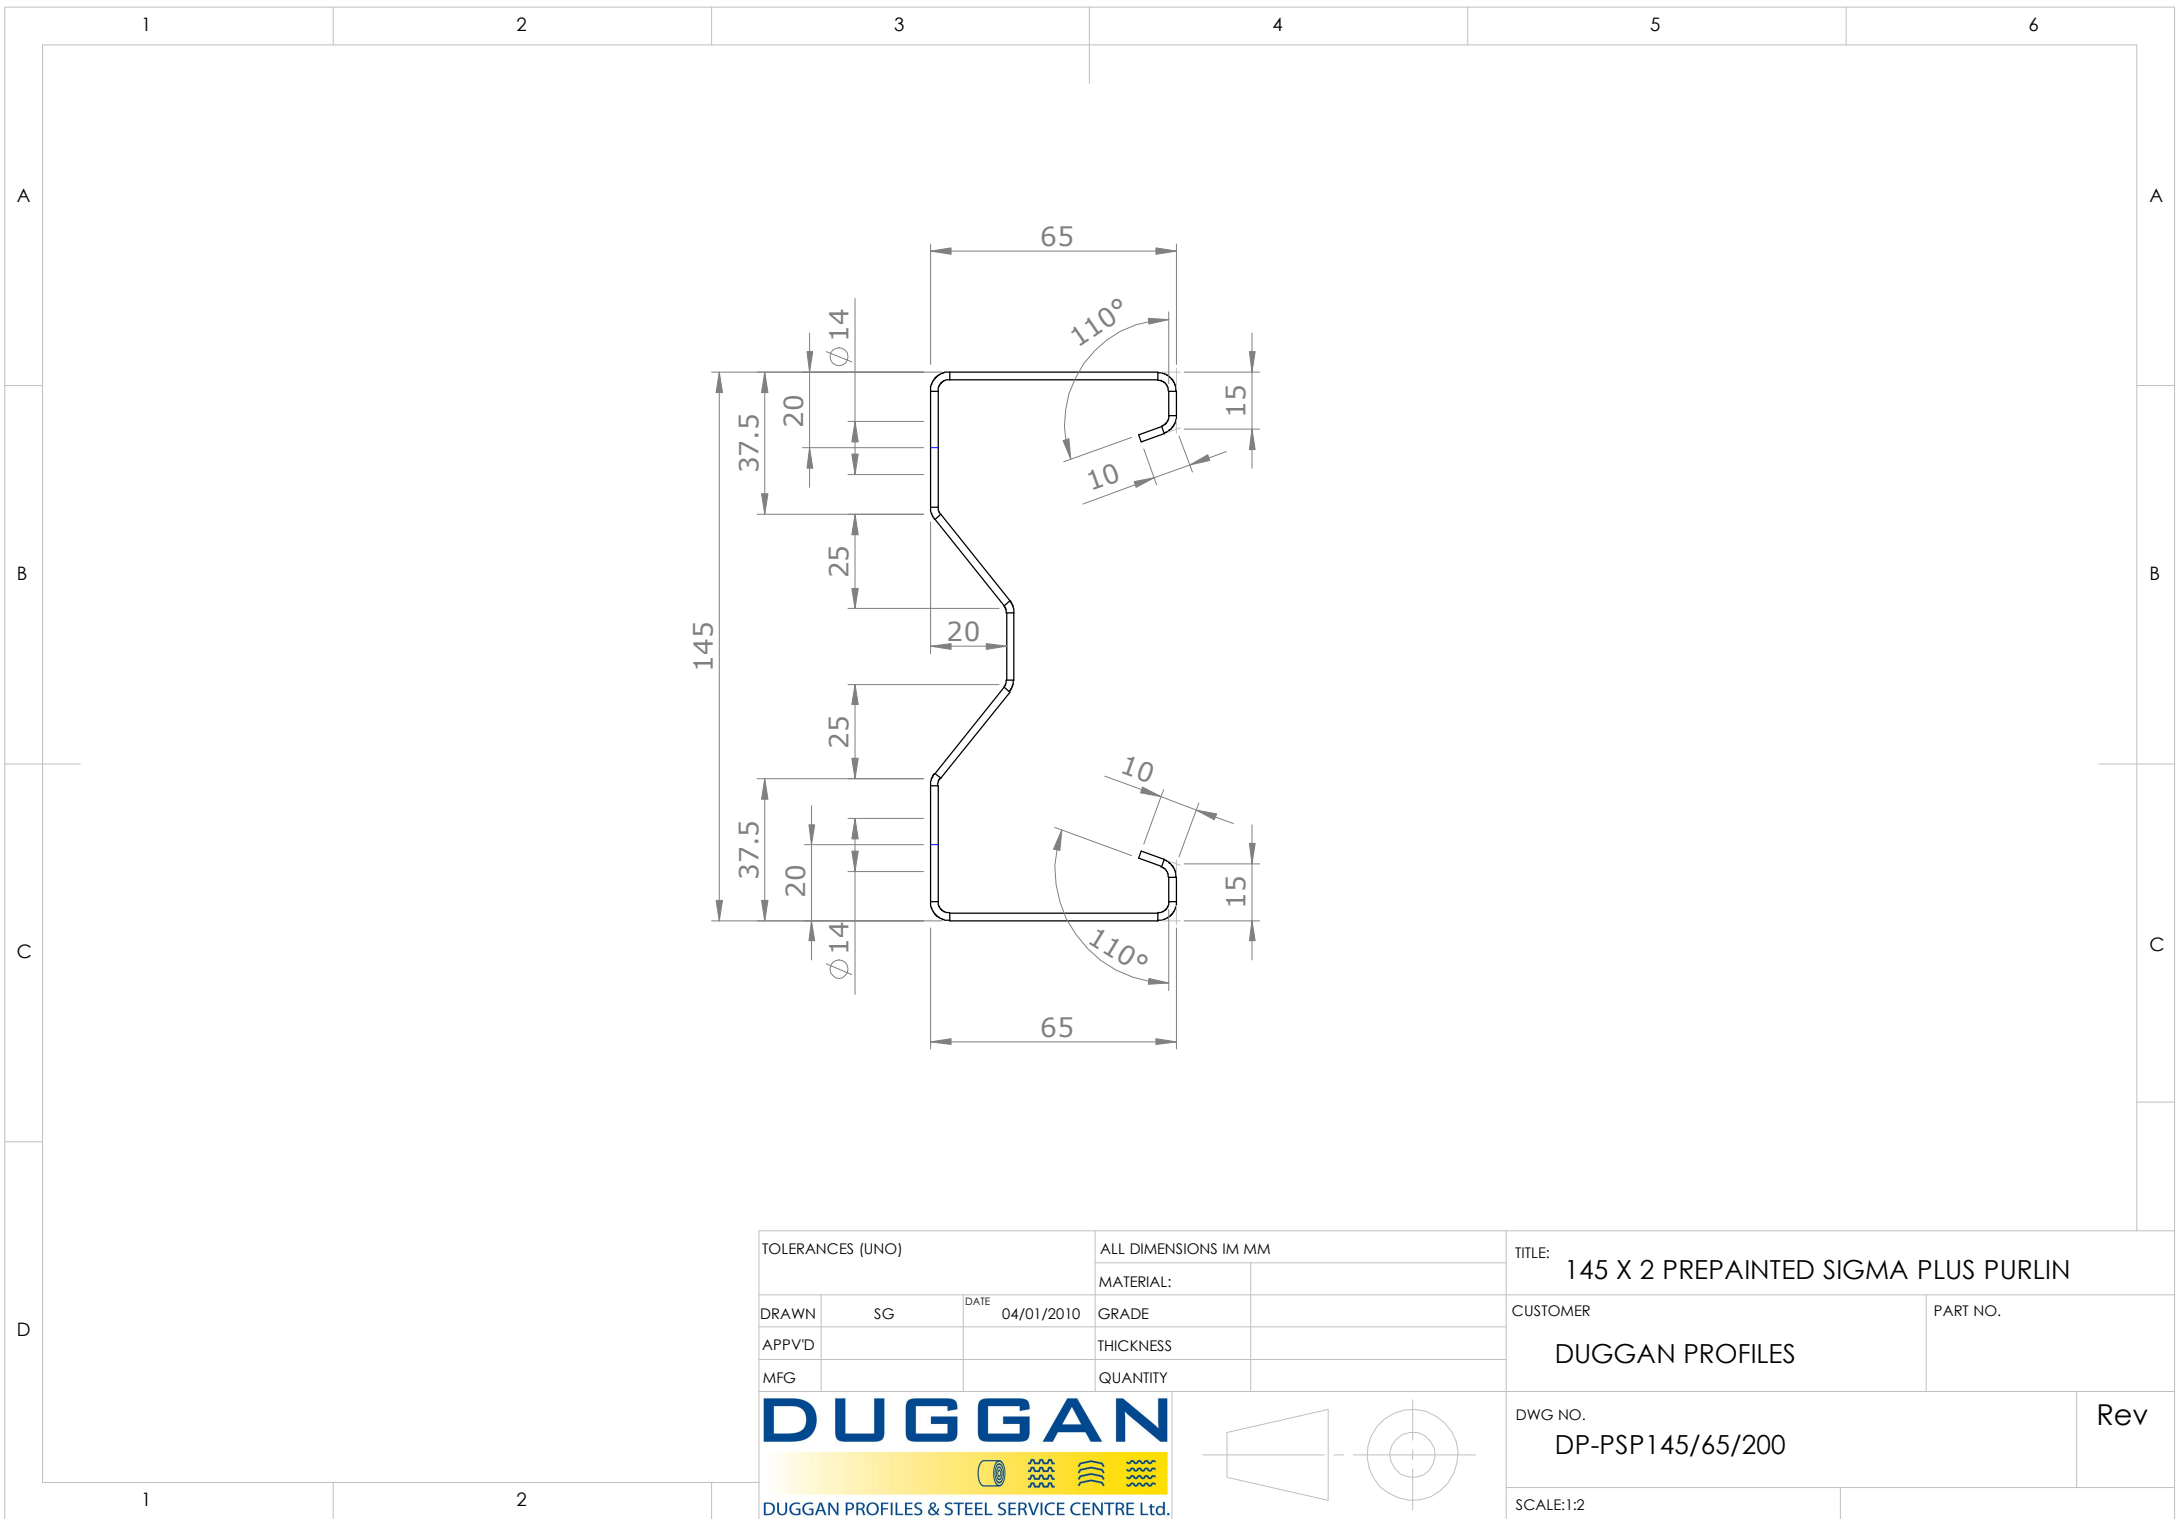 1 2 3 4 5 6
A A
65
110°
Ø14
20
37.5
15
10
B B
25
20
145
25
10
37.5
20
15
C C
Ø14
110°
65
TOLERANCES (UNO)
ALL DIMENSIONS IM MM
TITLE:
145 X 2 PREPAINTED SIGMA PLUS PURLIN
MATERIAL:
D
DRAWN SG DATE 04/01/2010 GRADE
CUSTOMER
PART NO.
APPV'D THICKNESS
DUGGAN PROFILES
MFG QUANTITY
DUGGAN
DWG NO.
Rev
DP-PSP145/65/200
1 2
DUGGAN PROFILES & STEEL SERVICE CENTRE Ltd.
SCALE:1:2